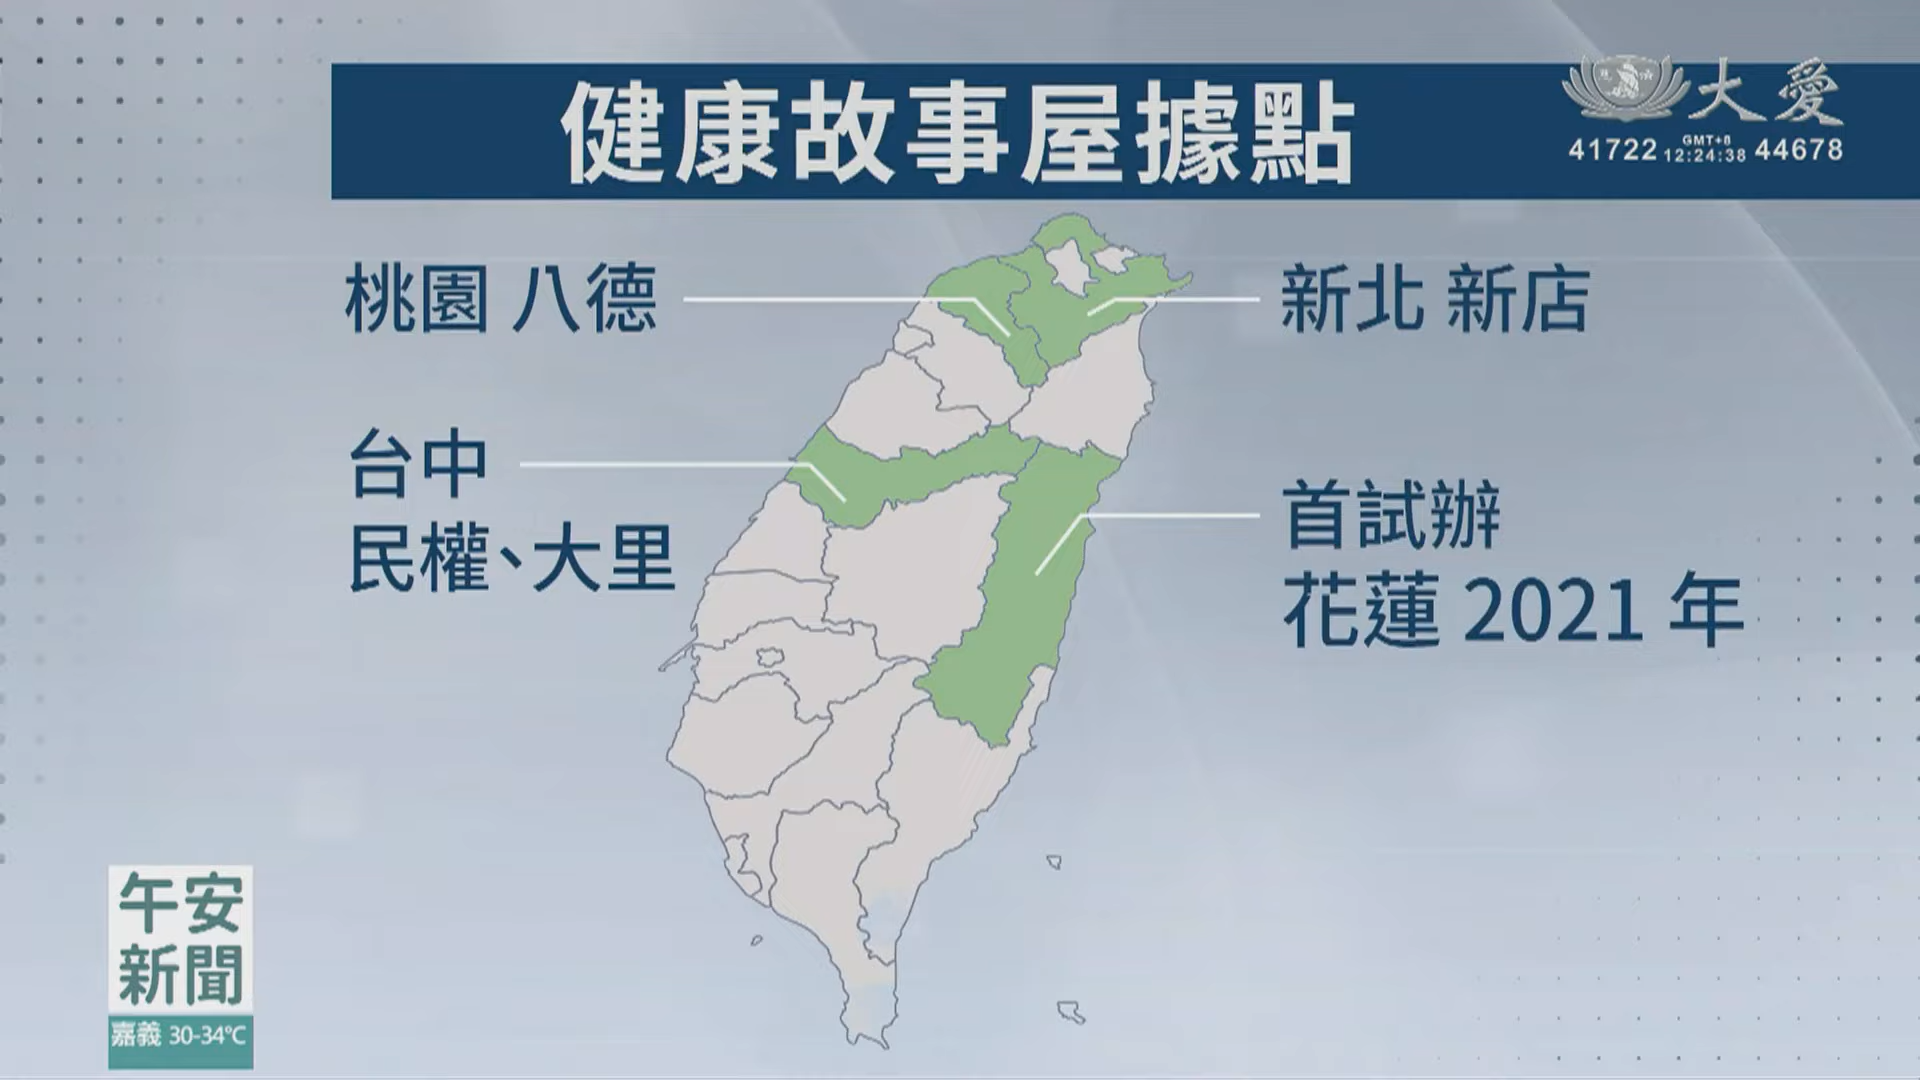 健康故事屋據點
大愛
41722 GMT+8 12:24:38 44678
桃園 八德
新北 新店
台中
民權、大里
首試辦
花蓮 2021 年
午安
新聞
嘉義 30-34℃